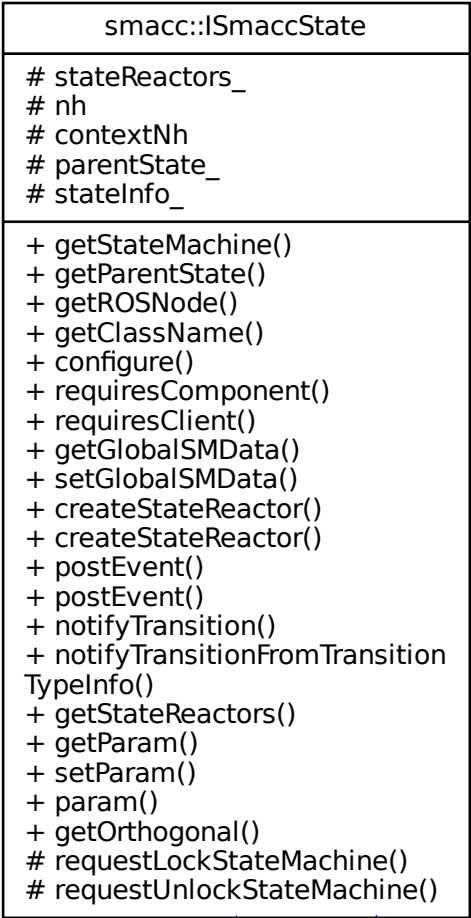 smacc::ISmaccState
# stateReactors_
# nh
# contextNh
# parentState_
# stateInfo_
+ getStateMachine()
+ getParentState()
+ getROSNode()
+ getClassName()
+ configure()
+ requiresComponent()
+ requiresClient()
+ getGlobalSMData()
+ setGlobalSMData()
+ createStateReactor()
+ createStateReactor()
+ postEvent()
+ postEvent()
+ notifyTransition()
+ notifyTransitionFromTransition
TypeInfo()
+ getStateReactors()
+ getParam()
+ setParam()
+ param()
+ getOrthogonal()
# requestLockStateMachine()
# requestUnlockStateMachine()